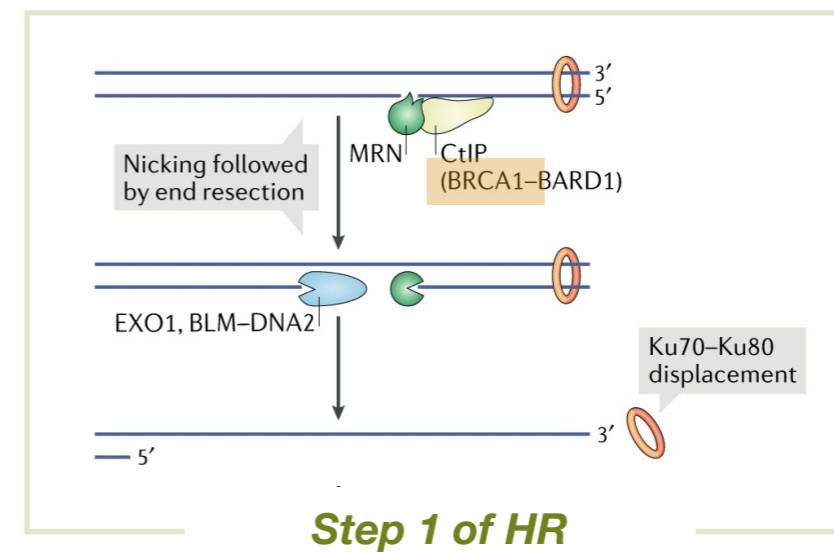 3′
5′
MRN
CtIP
(BRCA1–BARD1)
Nicking followed
by end resection
EXO1, BLM–DNA2
Ku70–Ku80
displacement
3′
5′
Step 1 of HR